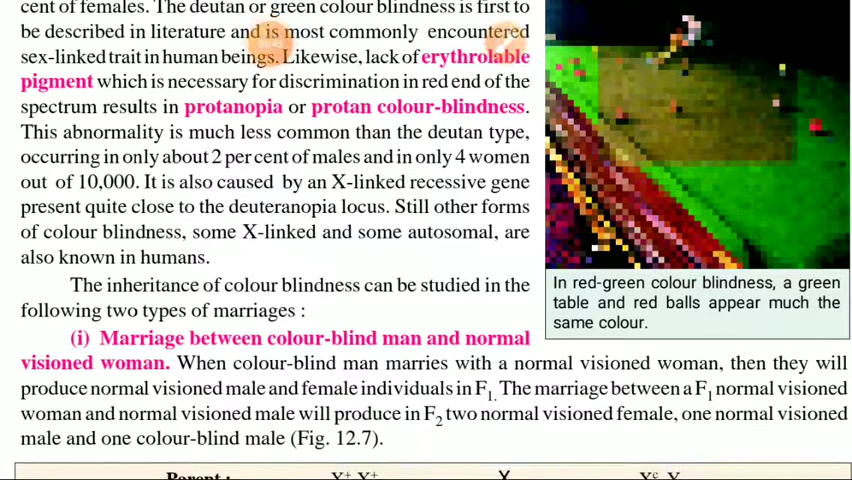 cent of females. The deutan or green colour blindness is first to
be described in literature and is most commonly encountered
sex-linked trait in human beings. Likewise, lack of erythrolable
pigment which is necessary for discrimination in red end of the
spectrum results in protanopia or protan colour-blindness.
This abnormality is much less common than the deutan type,
occurring in only about 2 per cent of males and in only 4 women
out of 10,000. It is also caused by an X-linked recessive gene
present quite close to the deuteranopia locus. Still other forms
of colour blindness, some X-linked and some autosomal, are
also known in humans.
The inheritance of colour blindness can be studied in the
following two types of marriages :
In red-green colour blindness, a green
table and red balls appear much the
same colour.
(i) Marriage between colour-blind man and normal
visioned woman. When colour-blind man marries with a normal visioned woman, then they will
produce normal visioned male and female individuals in F1. The marriage between a F1 normal visioned
woman and normal visioned male will produce in F2 two normal visioned female, one normal visioned
male and one colour-blind male (Fig. 12.7).
Parent : X+ X+ X Xc Y